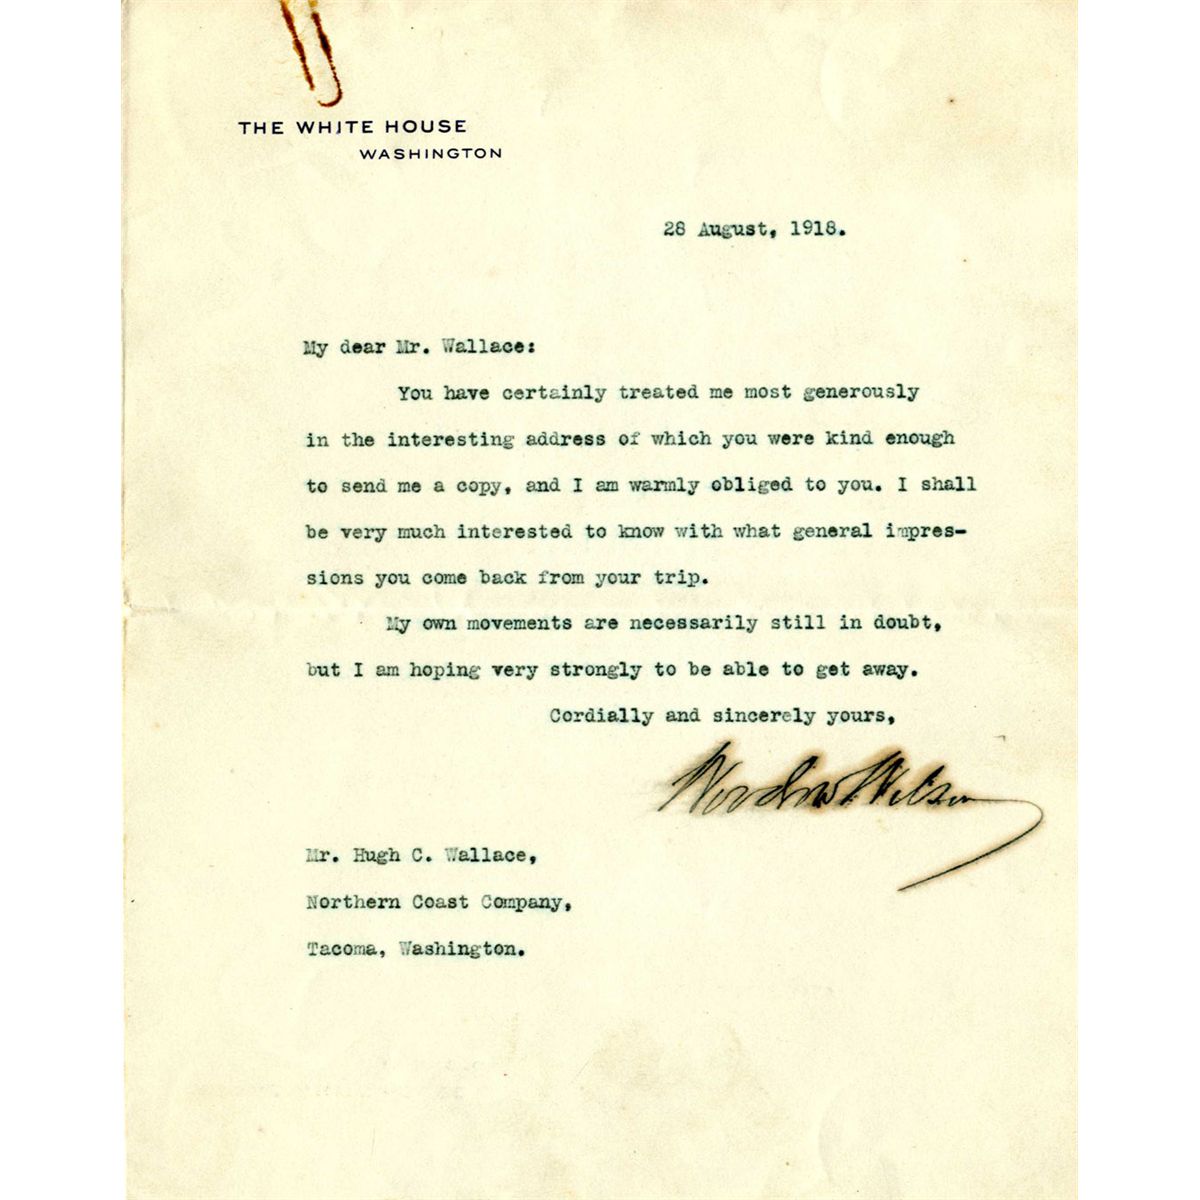 THE WHITE HOUSE
WASHINGTON
28 August, 1918.
My dear Mr. Wallace:
You have certainly treated me most generously
in the interesting address of which you were kind enough
to send me a copy, and I am warmly obliged to you. I shall
be very much interested to know with what general impres-
sions you come back from your trip.
My own movements are necessarily still in doubt,
but I am hoping very strongly to be able to get away.
Cordially and sincerely yours,
Woodrow Wilson
Mr. Hugh C. Wallace,
Northern Coast Company,
Tacoma, Washington.